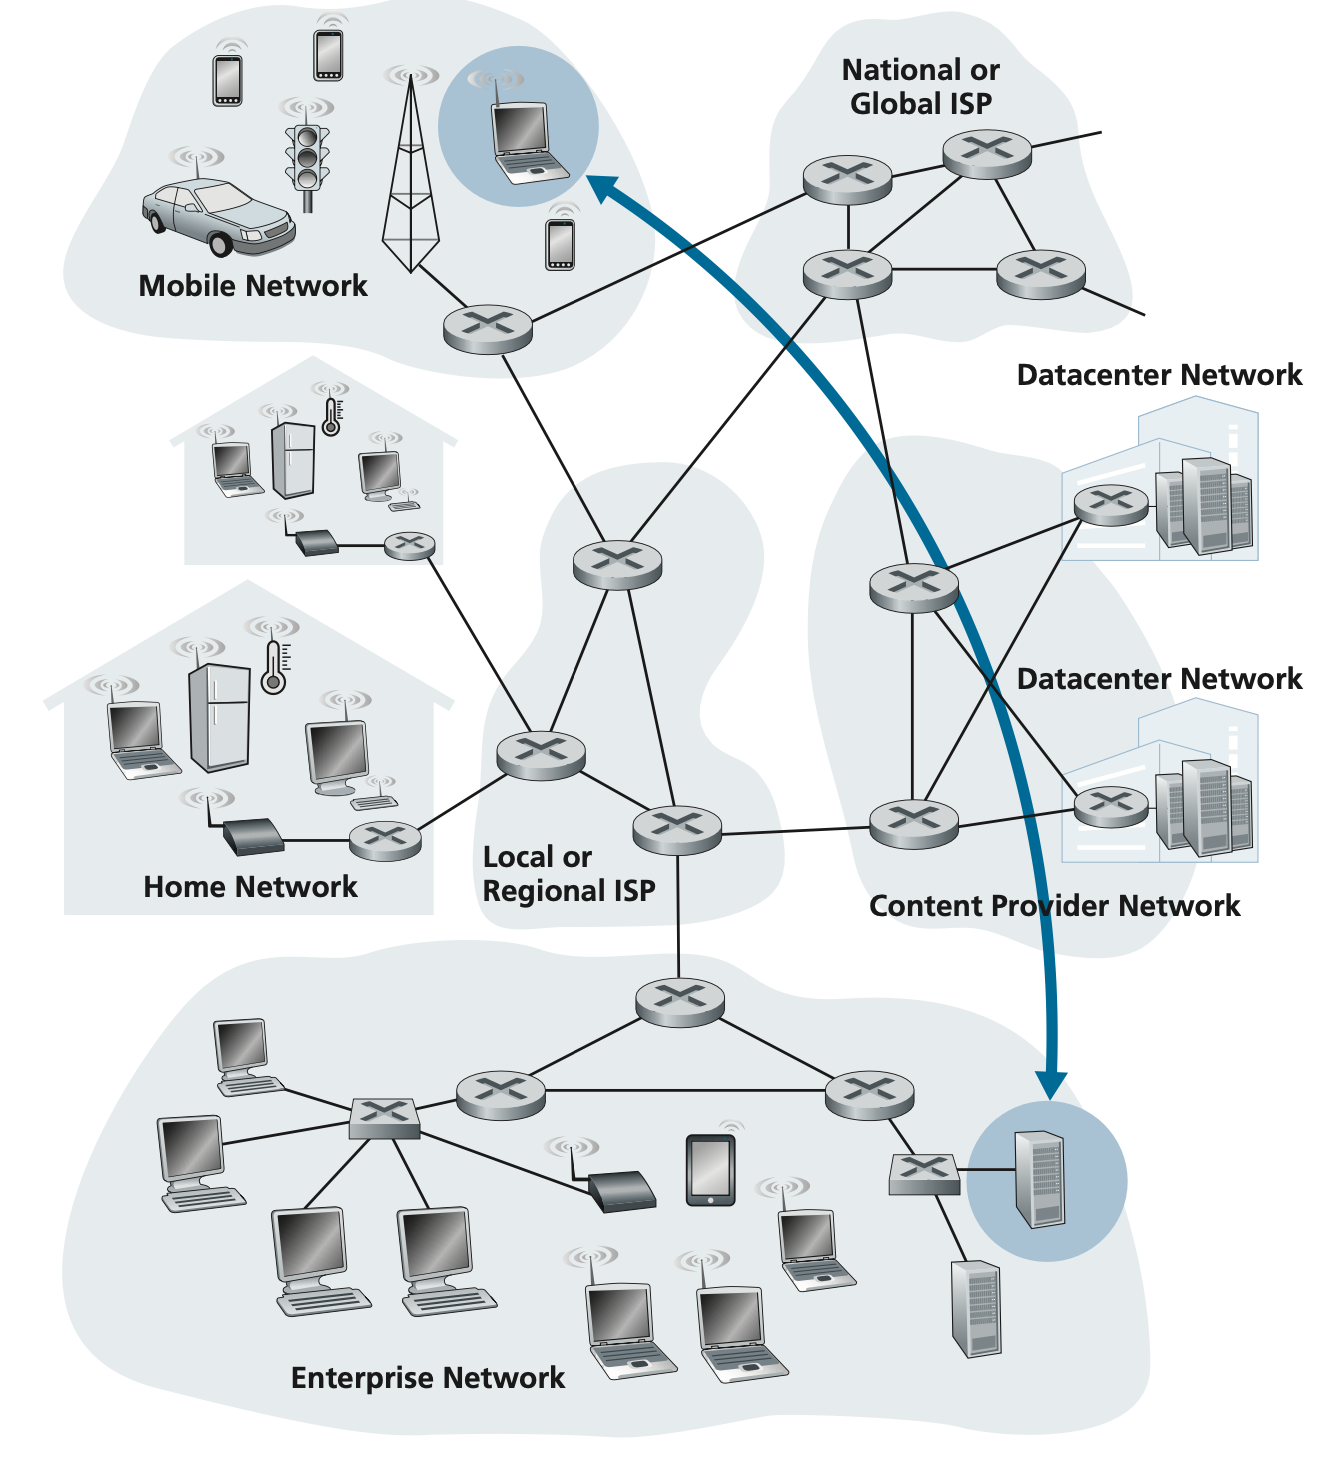 National or
Global ISP
Mobile Network
Datacenter Network
Datacenter Network
Local or
Regional ISP
Home Network
Content Provider Network
Enterprise Network